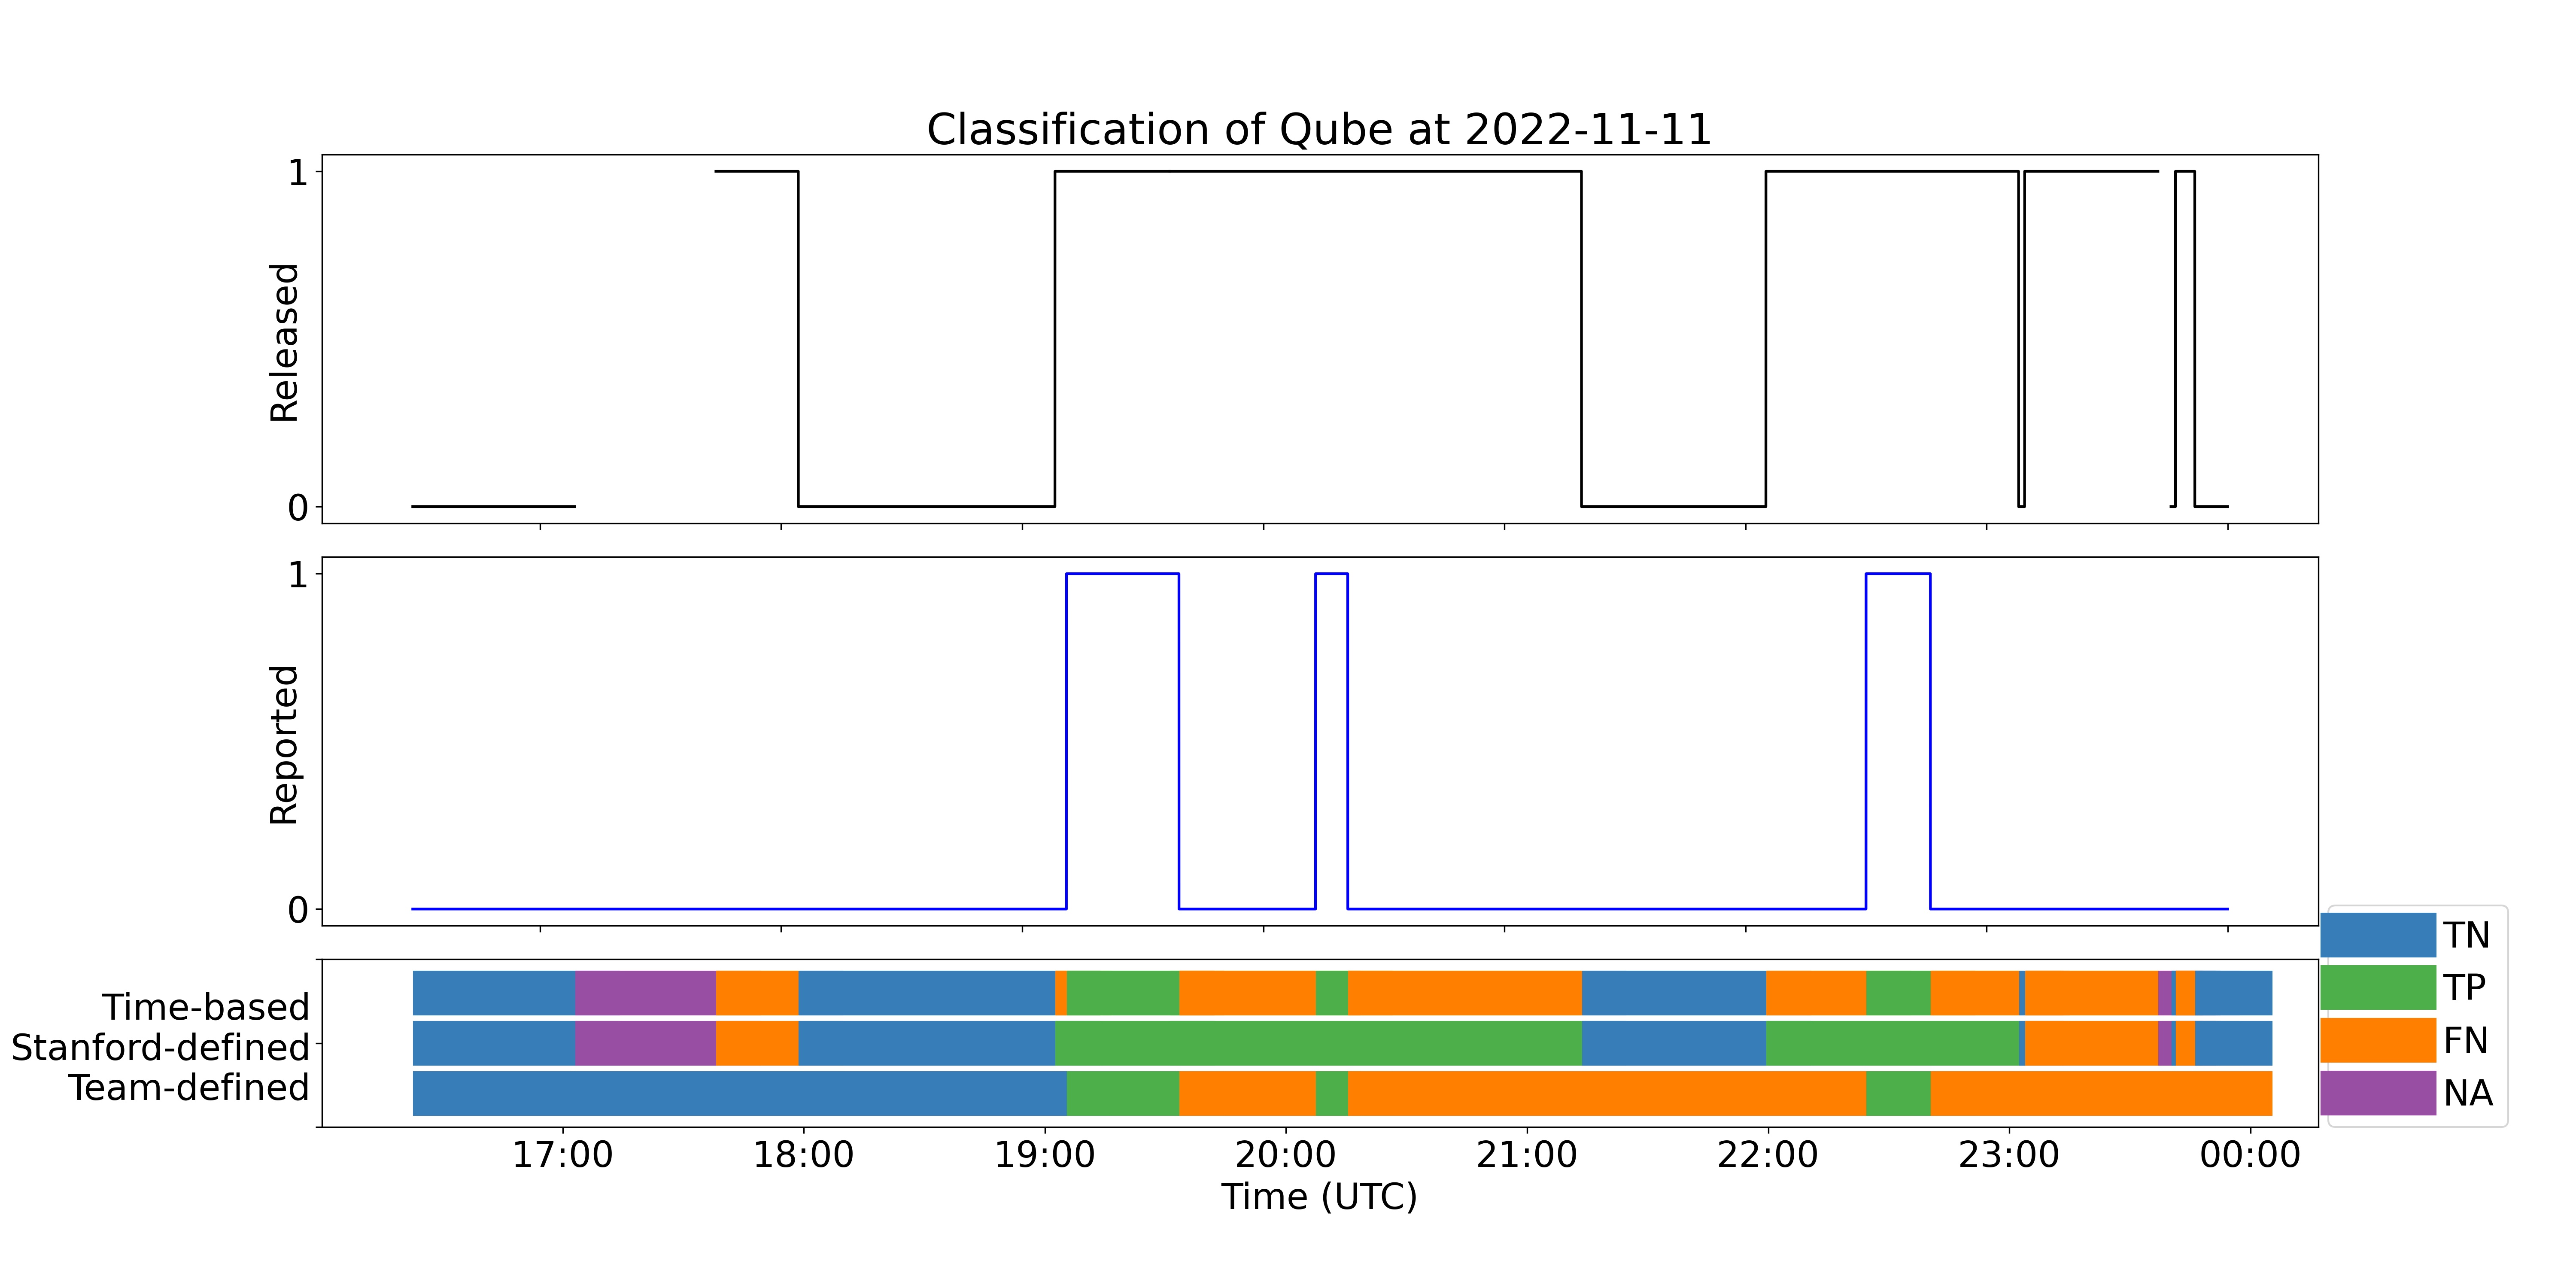 Classification of Qube at 2022-11-11
1
Released
0
1
Reported
0
Time-based
Stanford-defined
Team-defined
TN
TP
FN
NA
17:00 18:00 19:00 20:00 21:00 22:00 23:00 00:00
Time (UTC)